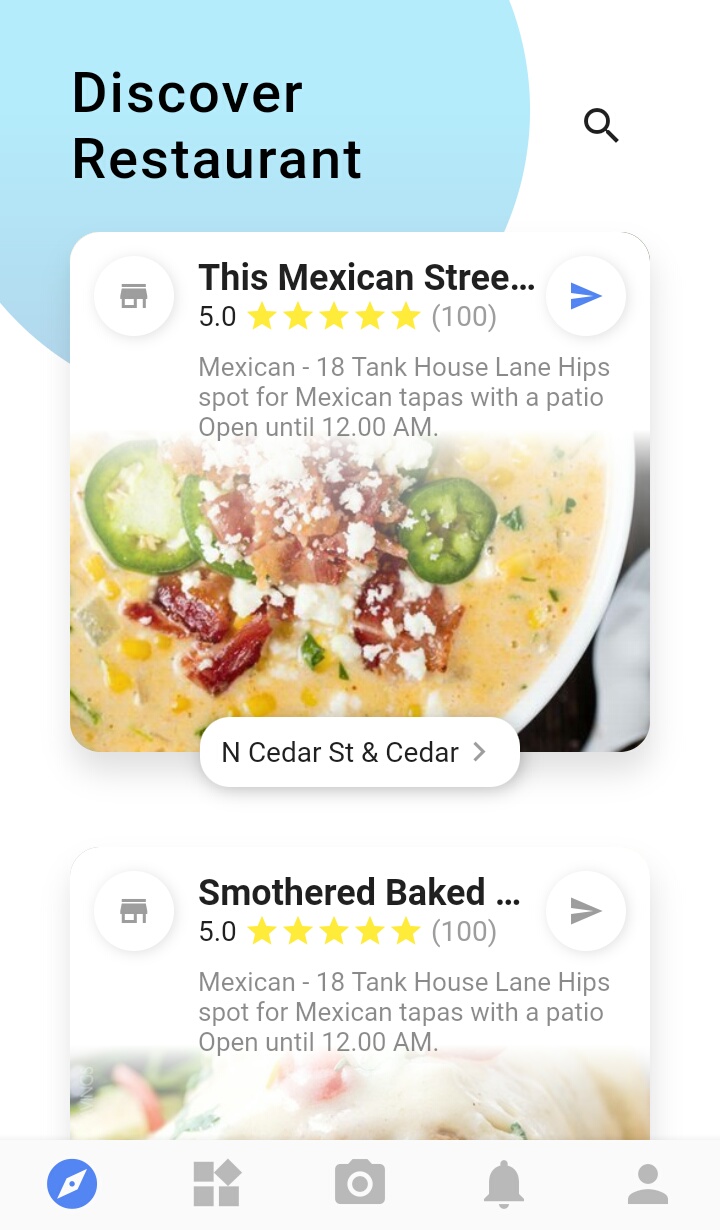 Discover
Restaurant
This Mexican Stree...
5.0 (100)
Mexican - 18 Tank House Lane Hips
spot for Mexican tapas with a patio
Open until 12.00 AM.
N Cedar St & Cedar
Smothered Baked ...
5.0 (100)
Mexican - 18 Tank House Lane Hips
spot for Mexican tapas with a patio
Open until 12.00 AM.